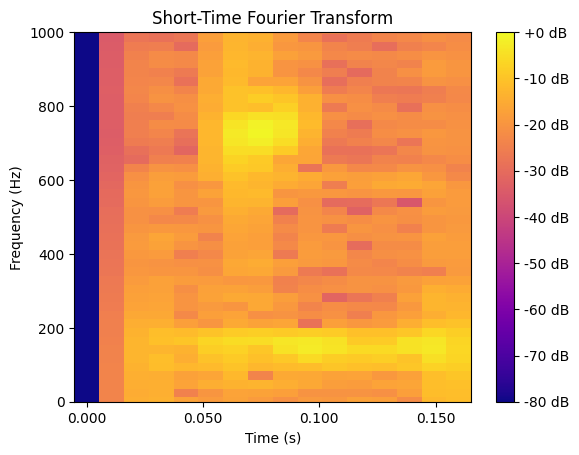 Short-Time Fourier Transform
1000
800
600
400
200
0
Frequency (Hz)
0.000
0.050
0.100
0.150
Time (s)
+0 dB
-10 dB
-20 dB
-30 dB
-40 dB
-50 dB
-60 dB
-70 dB
-80 dB